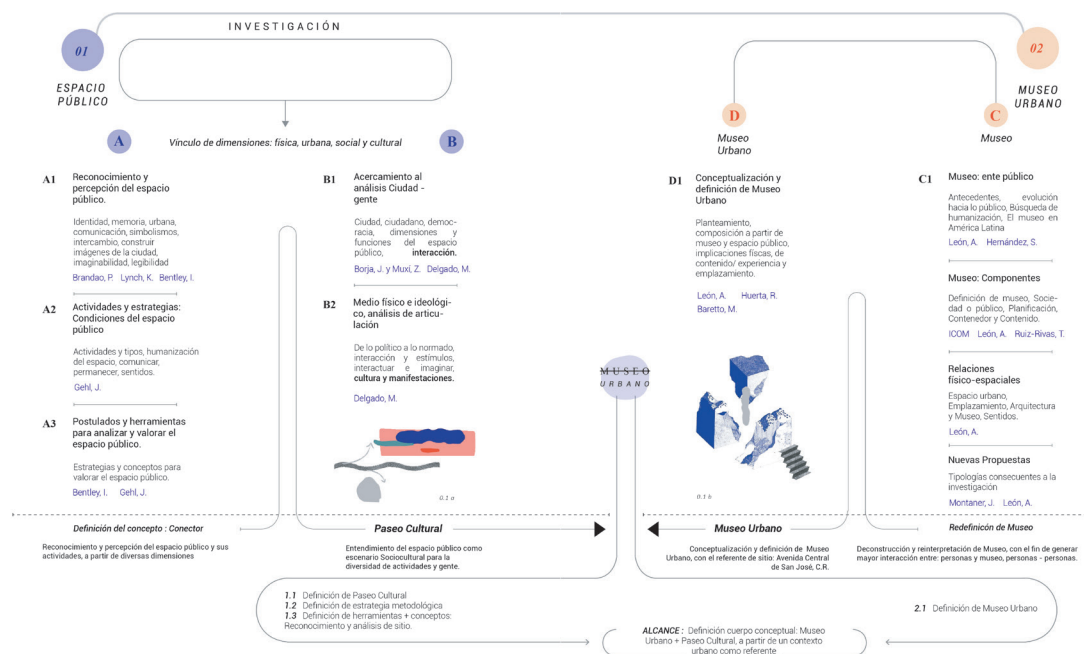 INVESTIGACIÓN
01
ESPACIO
PÚBLICO
02
MUSEO
URBANO
A
Vínculo de dimensiones: física, urbana, social y cultural
B
D
Museo
Urbano
C
Museo
A1
Reconocimiento y
percepción del espacio
público.
Identidad, memoria, urbana,
comunicación, simbolismos,
intercambio, construir
imágenes de la ciudad,
imaginabilidad, legibilidad
Brandao, P. Lynch, K. Bentley, I.
A2
Actividades y estrategias:
Condiciones del espacio
público
Actividades y tipos, humanización
del espacio, comunicar,
permanecer, sentidos.
Gehl, J.
A3
Postulados y herramientas
para analizar y valorar el
espacio público.
Estrategias y conceptos para
valorar el espacio público.
Bentley, I. Gehl, J.
B1
Acercamiento al
análisis Ciudad -
gente
Ciudad, ciudadano, democ-
racia, dimensiones y
funciones del espacio
público, interacción.
Borja, J. y Muxí, Z. Delgado, M.
B2
Medio físico e ideológi-
co, análisis de articu-
lación
De lo político a lo normado,
interacción y estímulos,
interactuar e imaginar,
cultura y manifestaciones.
Delgado, M.
0.1 a
MUSEO
URBANO
D1
Conceptualización y
definición de Museo
Urbano
Planteamiento,
composición a partir de
museo y espacio público,
implicaciones físcas, de
contenido/ experiencia y
emplazamiento.
León, A. Huerta, R.
Baretto, M.
0.1 b
C1
Museo: ente público
Antecedentes, evolución
hacia lo público, Búsqueda de
humanización, El museo en
América Latina
León, A. Hernández, S.
Museo: Componentes
Definición de museo, Socie-
dad o público, Planificación,
Contenedor y Contenido.
ICOM León, A. Ruiz-Rivas, T.
Relaciones
físico-espaciales
Espacio urbano,
Emplazamiento, Arquitectura
y Museo, Sentidos.
León, A.
Nuevas Propuestas
Tipologías consecuentes a la
investigación
Montaner, J. León, A.
Definición del concepto : Conector
Reconocimiento y percepción del espacio público y sus
actividades, a partir de diversas dimensiones
Paseo Cultural
Entendimiento del espacio público como
escenario Sociocultural para la
diversidad de actividades y gente.
Museo Urbano
Conceptualización y definición de Museo
Urbano, con el referente de sitio: Avenida Central
de San José, C.R.
Redefinicón de Museo
Deconstrucción y reinterpretación de Museo, con el fin de generar
mayor interacción entre: personas y museo, personas - personas.
1.1 Definición de Paseo Cultural
1.2 Definición de estrategia metodológica
1.3 Definición de herramientas + conceptos:
Reconocimiento y análisis de sitio.
2.1 Definición de Museo Urbano
ALCANCE : Definición cuerpo conceptual: Museo
Urbano + Paseo Cultural, a partir de un contexto
urbano como referente